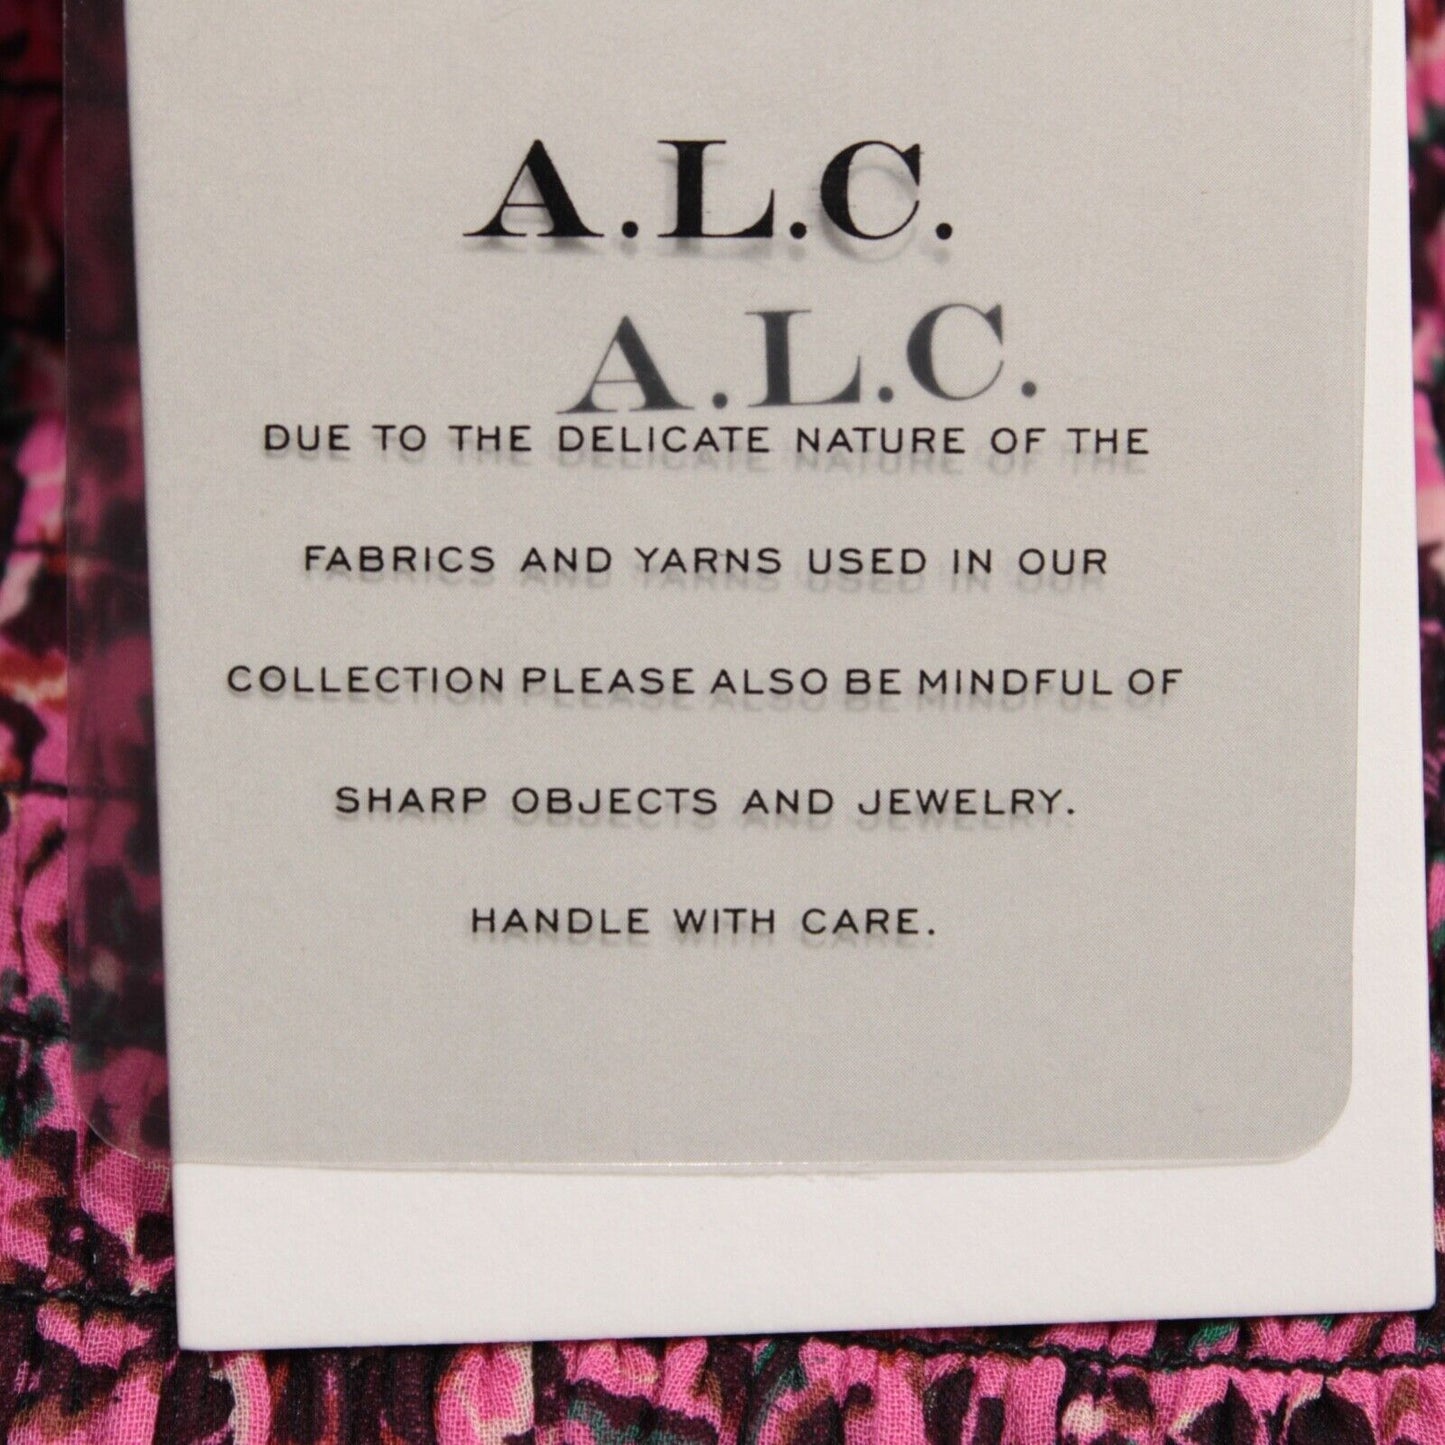 A.L.C.
A.L.C.
DUE TO THE DELICATE NATURE OF THE
FABRICS AND YARNS USED IN OUR
COLLECTION PLEASE ALSO BE MINDFUL OF
SHARP OBJECTS AND JEWELRY.
HANDLE WITH CARE.